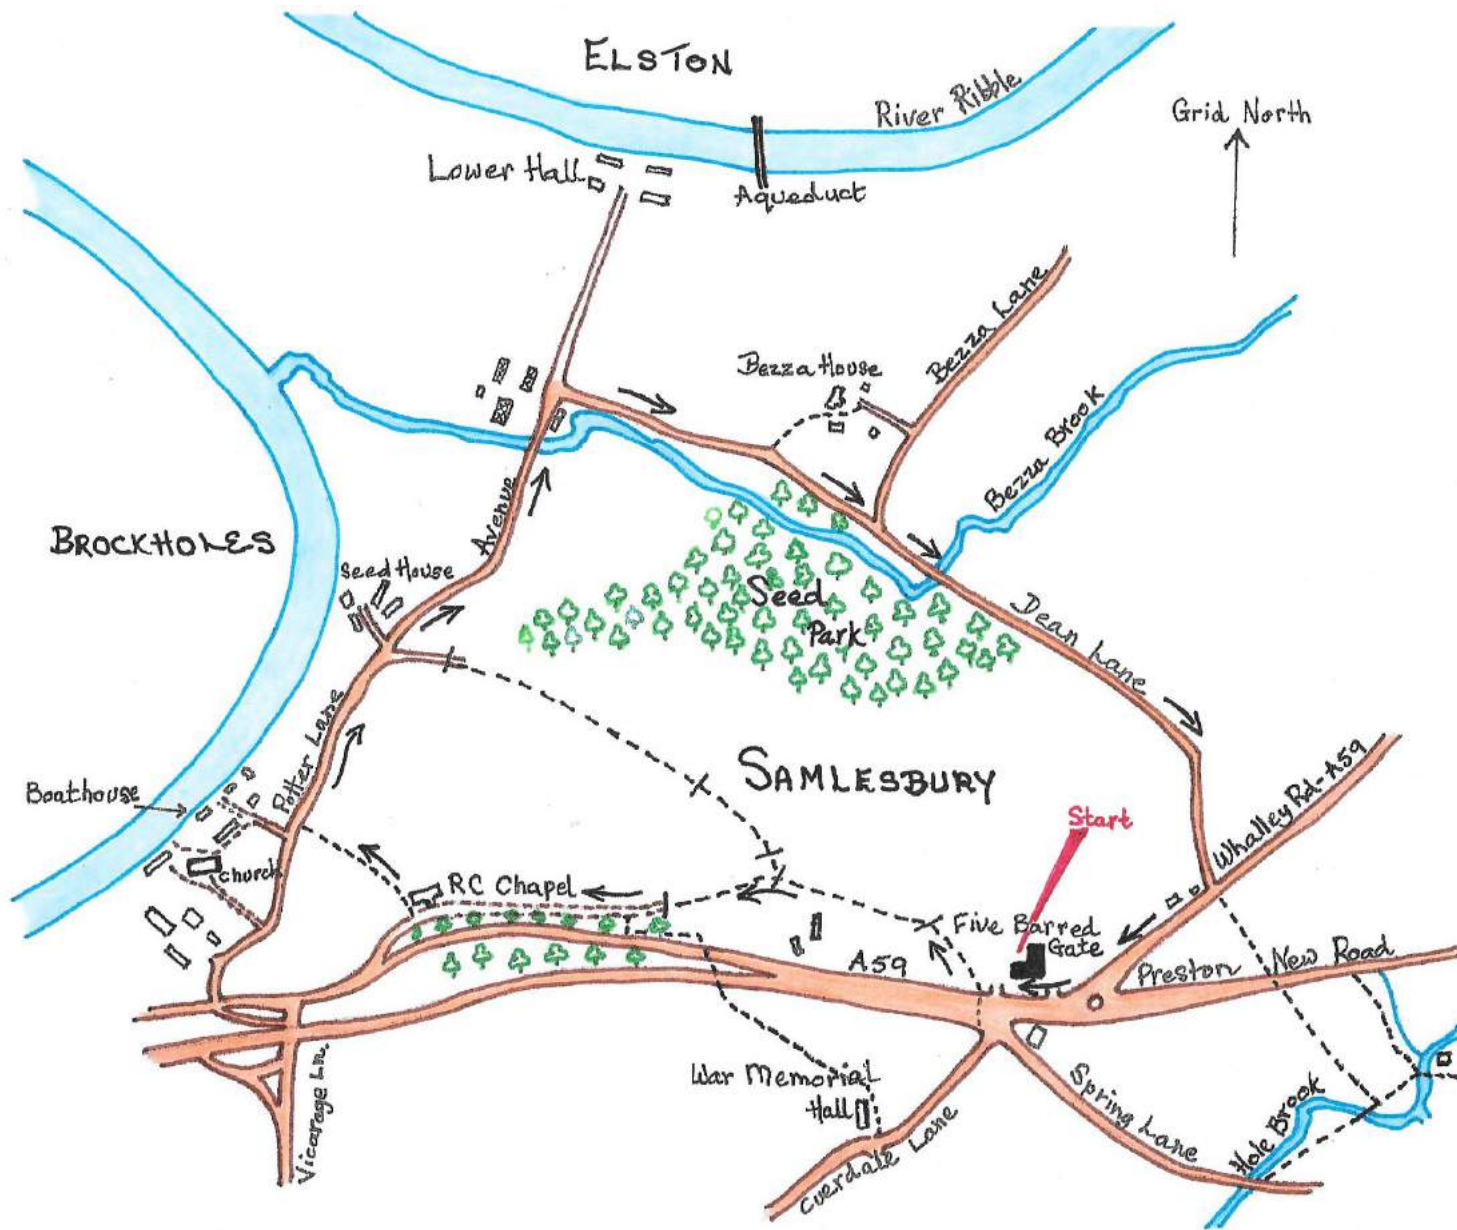 ELSTON
River Ribble
Grid North
Lower Hall
Aqueduct
Bezza Lane
Bezza House
Bezza Brook
Avenue
BROCKHOLES
Seed House
Seed
Park
Dean Lane
Potter Lane
SAMLESBURY
Boathouse
Whalley Rd-A59
Start
church
RC Chapel
Five Barred
Gate
A59
Preston New Road
War Memorial
Hall
Vicarage Ln.
Cuerdale Lane
Spring Lane
Hole Brook